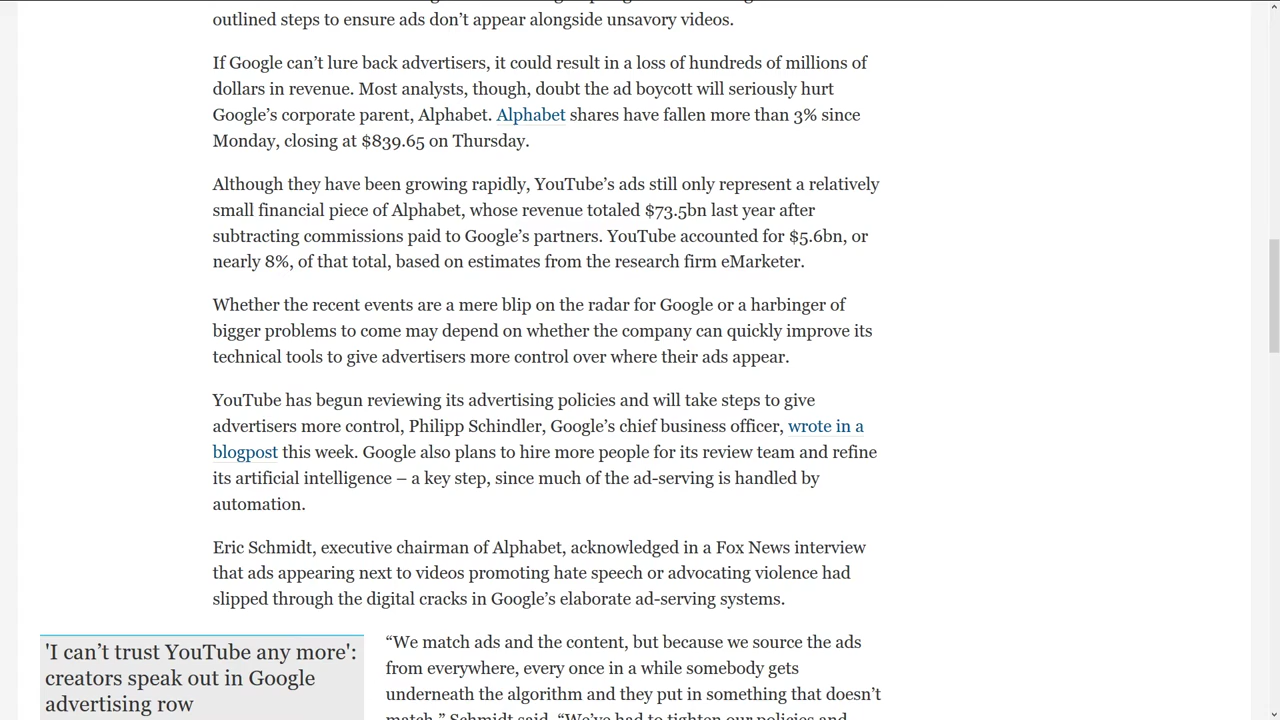 outlined steps to ensure ads don’t appear alongside unsavory videos.
If Google can’t lure back advertisers, it could result in a loss of hundreds of millions of
dollars in revenue. Most analysts, though, doubt the ad boycott will seriously hurt
Google’s corporate parent, Alphabet. Alphabet shares have fallen more than 3% since
Monday, closing at $839.65 on Thursday.
Although they have been growing rapidly, YouTube’s ads still only represent a relatively
small financial piece of Alphabet, whose revenue totaled $73.5bn last year after
subtracting commissions paid to Google’s partners. YouTube accounted for $5.6bn, or
nearly 8%, of that total, based on estimates from the research firm eMarketer.
Whether the recent events are a mere blip on the radar for Google or a harbinger of
bigger problems to come may depend on whether the company can quickly improve its
technical tools to give advertisers more control over where their ads appear.
YouTube has begun reviewing its advertising policies and will take steps to give
advertisers more control, Philipp Schindler, Google’s chief business officer, wrote in a
blogpost this week. Google also plans to hire more people for its review team and refine
its artificial intelligence – a key step, since much of the ad-serving is handled by
automation.
Eric Schmidt, executive chairman of Alphabet, acknowledged in a Fox News interview
that ads appearing next to videos promoting hate speech or advocating violence had
slipped through the digital cracks in Google’s elaborate ad-serving systems.
'I can’t trust YouTube any more':
creators speak out in Google
advertising row
“We match ads and the content, but because we source the ads
from everywhere, every once in a while somebody gets
underneath the algorithm and they put in something that doesn’t
match,” Schmidt said. “We’ve had to tighten our policies and